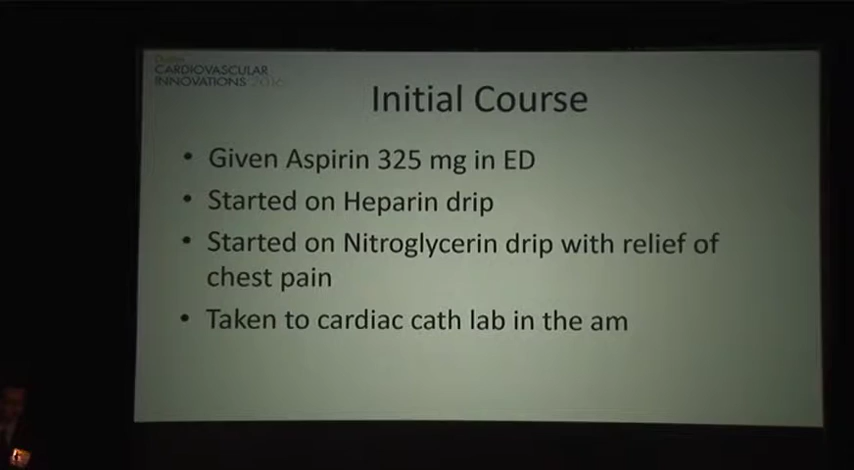 CARDIOVASCULAR
INNOVATIONS 2016
Initial Course
• Given Aspirin 325 mg in ED
• Started on Heparin drip
• Started on Nitroglycerin drip with relief of
chest pain
• Taken to cardiac cath lab in the am